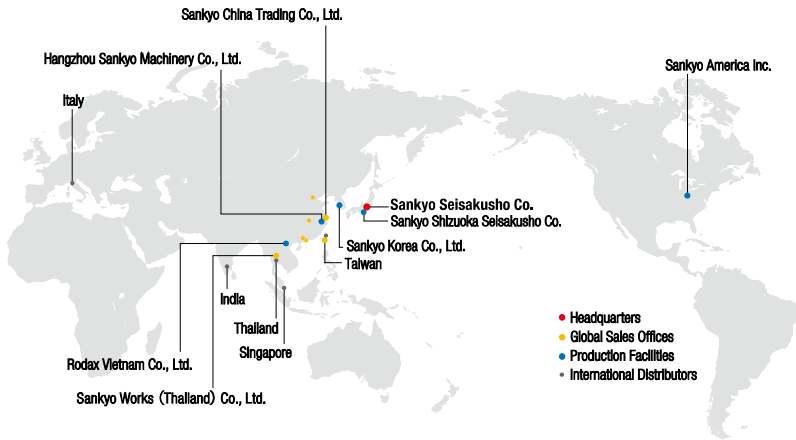 Sankyo China Trading Co., Ltd.
Hangzhou Sankyo Machinery Co., Ltd.
Sankyo America Inc.
Italy
Sankyo Seisakusho Co.
Sankyo Shizuoka Seisakusho Co.
Sankyo Korea Co., Ltd.
Taiwan
India
Thailand
Singapore
Rodax Vietnam Co., Ltd.
Sankyo Works (Thailand) Co., Ltd.
Headquarters
Global Sales Offices
Production Facilities
International Distributors